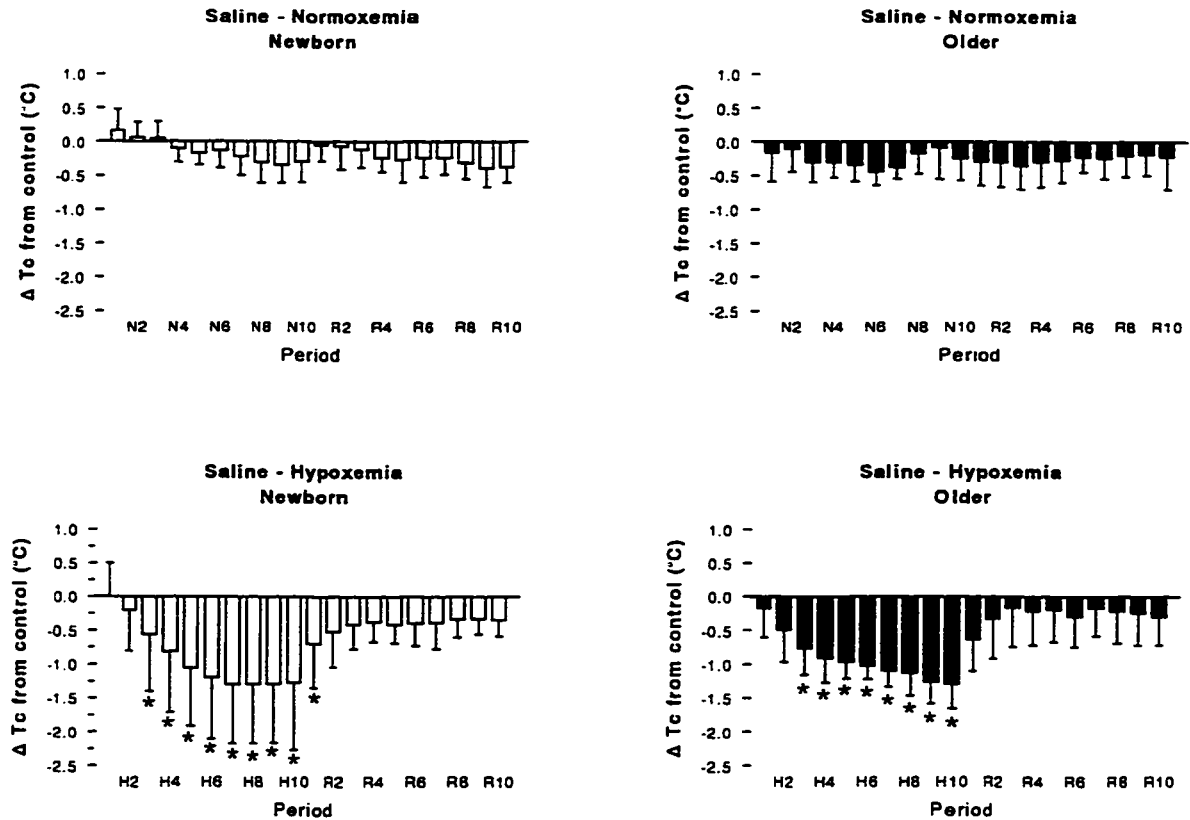 Saline - Normoxemia
Newborn
Δ Tc from control (°C)
1.0
0.5
0.0
-0.5
-1.0
-1.5
-2.0
-2.5
N2 N4 N6 N8 N10 R2 R4 R6 R8 R10
Period
Saline - Normoxemia
Older
Δ Tc from control (°C)
1.0
0.5
0.0
-0.5
-1.0
-1.5
-2.0
-2.5
N2 N4 N6 N8 N10 R2 R4 R6 R8 R10
Period
Saline - Hypoxemia
Newborn
Δ Tc from control (°C)
1.0
0.5
0.0
-0.5
-1.0
-1.5
-2.0
-2.5
* * * * * * * * *
H2 H4 H6 H8 H10 R2 R4 R6 R8 R10
Period
Saline - Hypoxemia
Older
Δ Tc from control (°C)
1.0
0.5
0.0
-0.5
-1.0
-1.5
-2.0
-2.5
* * * * * * * *
H2 H4 H6 H8 H10 R2 R4 R6 R8 R10
Period